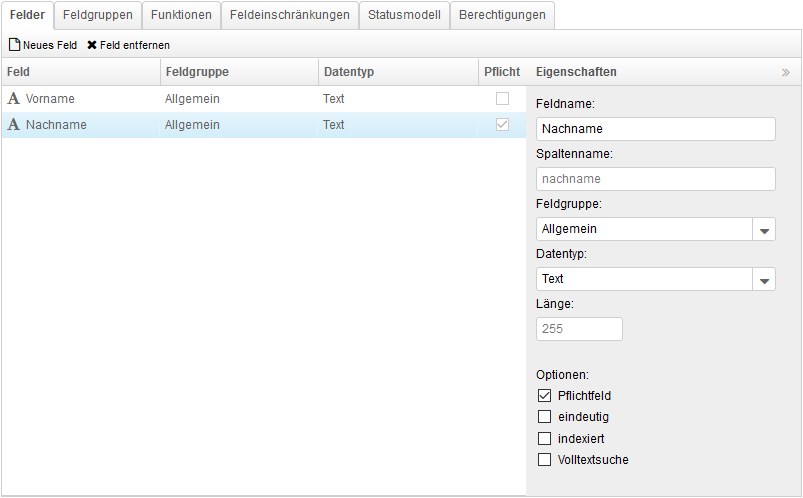 Felder Feldgruppen Funktionen Feldeinschränkungen Statusmodell Berechtigungen
Neues Feld Feld entfernen
Feld Feldgruppe Datentyp Pflicht Eigenschaften
Vorname Allgemein Text
Nachname Allgemein Text
Feldname:
Nachname
Spaltenname:
nachname
Feldgruppe:
Allgemein
Datentyp:
Text
Länge:
255
Optionen:
Pflichtfeld
eindeutig
indexiert
Volltextsuche